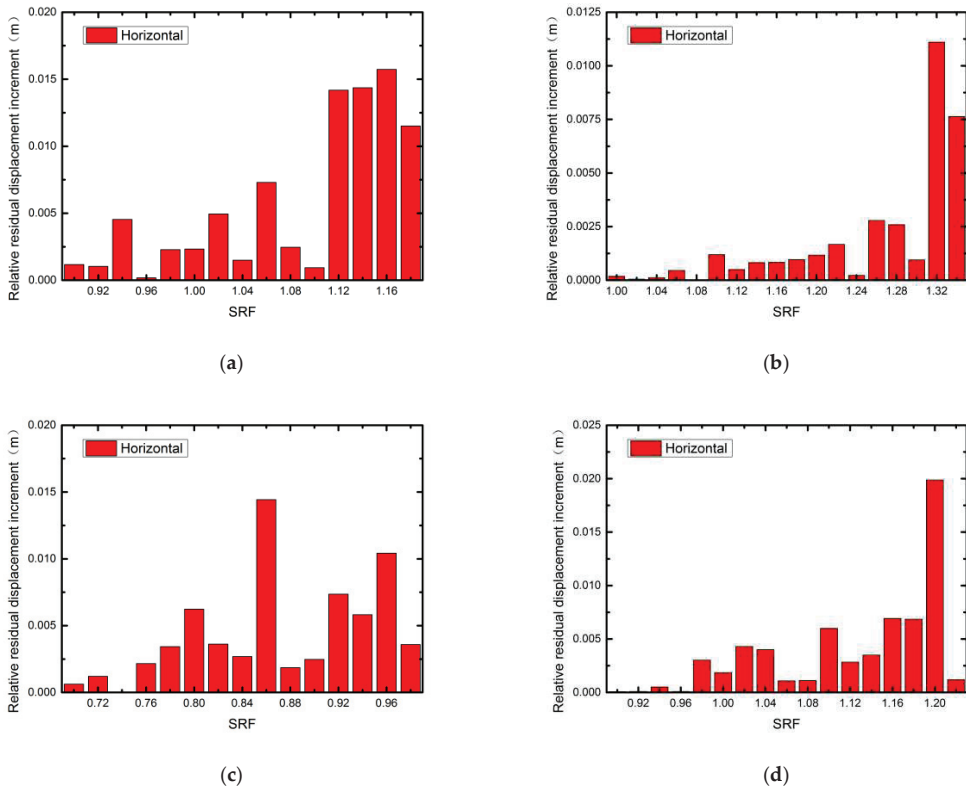 Relative residual displacement increment（m）
0.020
0.015
0.010
0.005
0.000
Horizontal
0.92 0.96 1.00 1.04 1.08 1.12 1.16
SRF
(a)
Relative residual displacement increment（m）
0.0125
0.0100
0.0075
0.0050
0.0025
0.0000
Horizontal
1.00 1.04 1.08 1.12 1.16 1.20 1.24 1.28 1.32
SRF
(b)
Relative residual displacement increment（m）
0.020
0.015
0.010
0.005
0.000
Horizontal
0.72 0.76 0.80 0.84 0.88 0.92 0.96
SRF
(c)
Relative residual displacement increment（m）
0.025
0.020
0.015
0.010
0.005
0.000
Horizontal
0.92 0.96 1.00 1.04 1.08 1.12 1.16 1.20
SRF
(d)